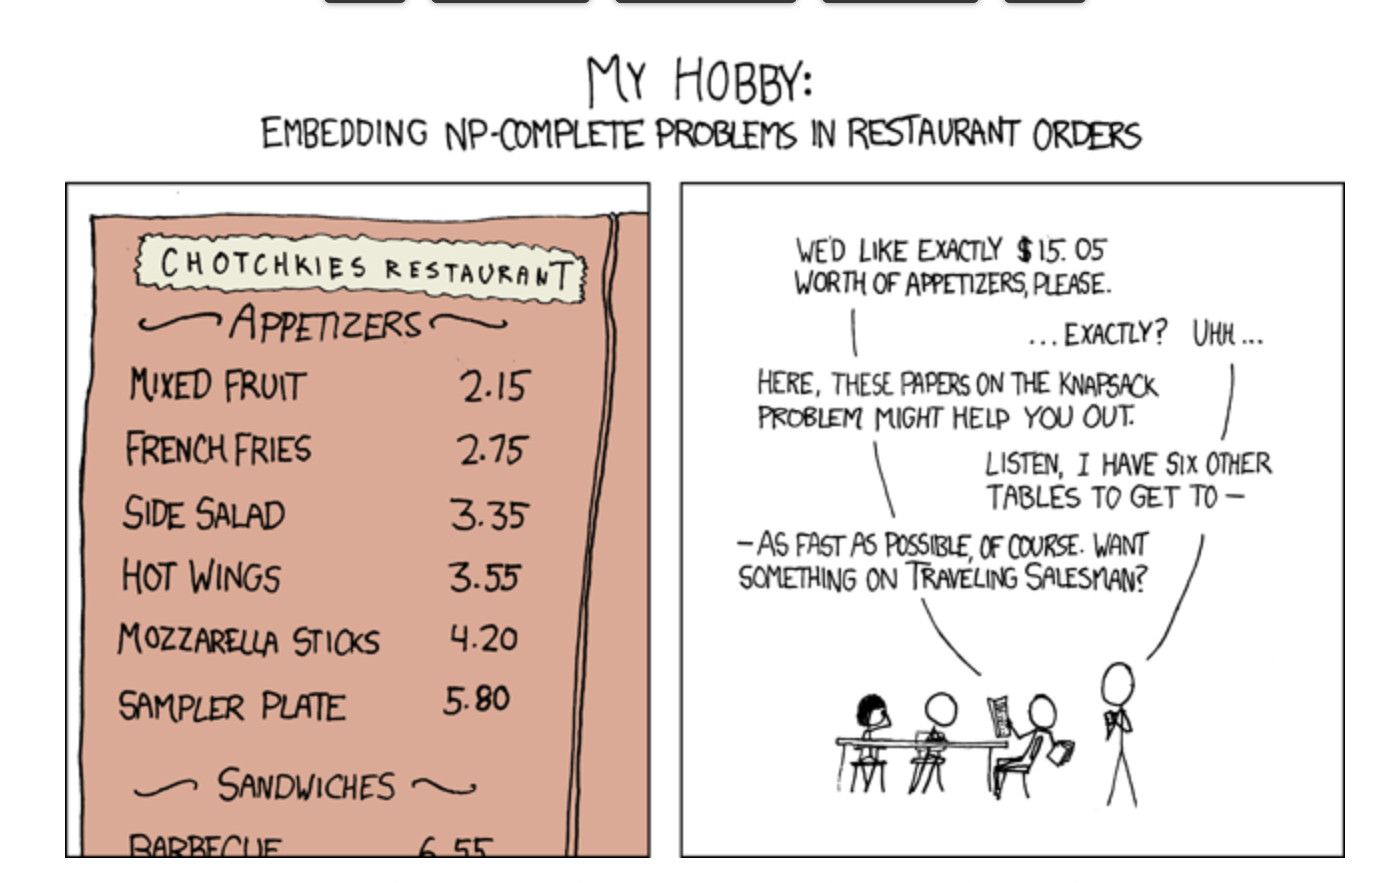 MY HOBBY:
EMBEDDING NP-COMPLETE PROBLEMS IN RESTAURANT ORDERS
CHOTCHKIES RESTAURANT
APPETIZERS
MIXED FRUIT 2.15
FRENCH FRIES 2.75
SIDE SALAD 3.35
HOT WINGS 3.55
MOZZARELLA STICKS 4.20
SAMPLER PLATE 5.80
SANDWICHES
BARBECUE 6.55
WE'D LIKE EXACTLY $15.05
WORTH OF APPETIZERS, PLEASE.
...EXACTLY? UHH...
HERE, THESE PAPERS ON THE KNAPSACK
PROBLEM MIGHT HELP YOU OUT.
LISTEN, I HAVE SIX OTHER
TABLES TO GET TO —
— AS FAST AS POSSIBLE, OF COURSE. WANT
SOMETHING ON TRAVELING SALESMAN?